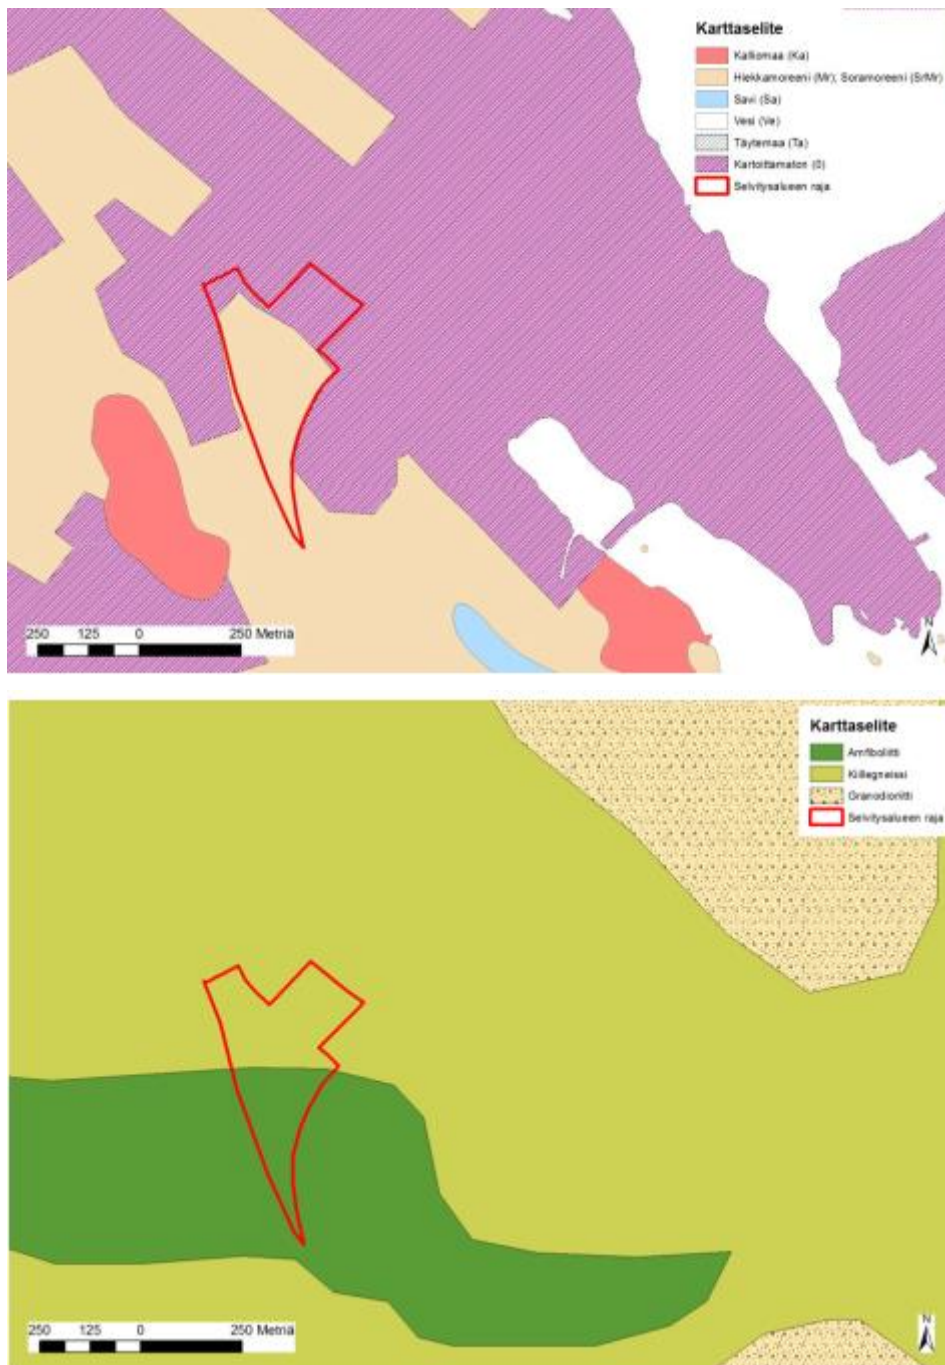 Karttaselite
Kalliomaa (Ka)
Hiekkamoreeni (Mr); Soramoreeni (SrMr)
Savi (Sa)
Vesi (Ve)
Täytemaa (Ta)
Kartoittamaton (0)
Selvitysalueen raja
250 125 0 250 Metriä
N
Karttaselite
Amfiboliitti
Kiillegneissi
Granodioriitti
Selvitysalueen raja
250 125 0 250 Metriä
N